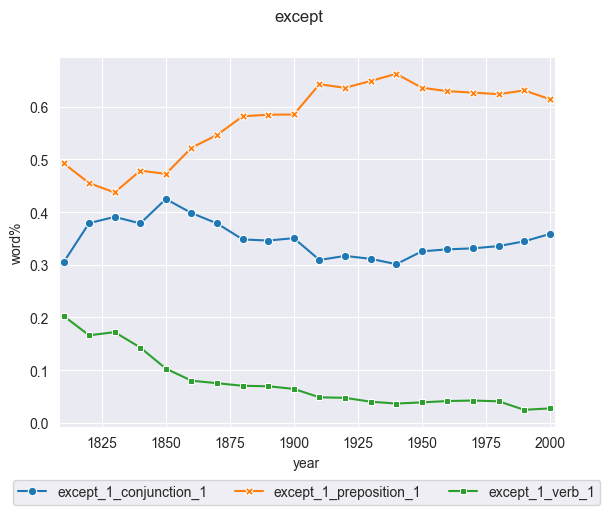 except
0.6
0.5
0.4
0.3
0.2
0.1
0.0
word%
1825 1850 1875 1900 1925 1950 1975 2000
year
except_1_conjunction_1 except_1_preposition_1 except_1_verb_1